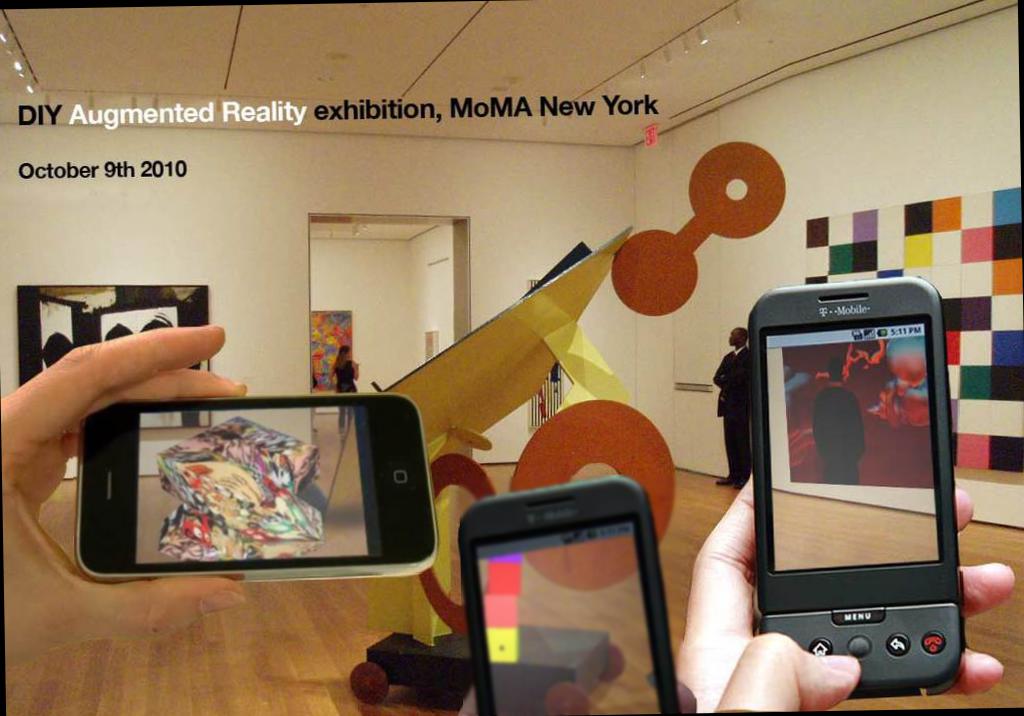 DIY Augmented Reality exhibition, MoMA New York
October 9th 2010
T··Mobile·
5:11 PM
MENU